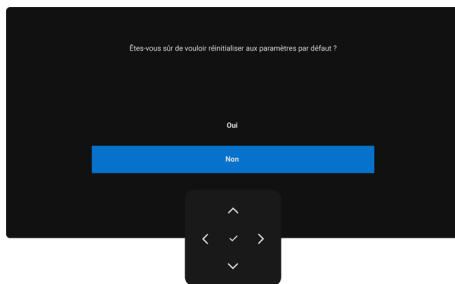 Êtes-vous sûr de vouloir réinitialiser aux paramètres par défaut ?
Oui
Non